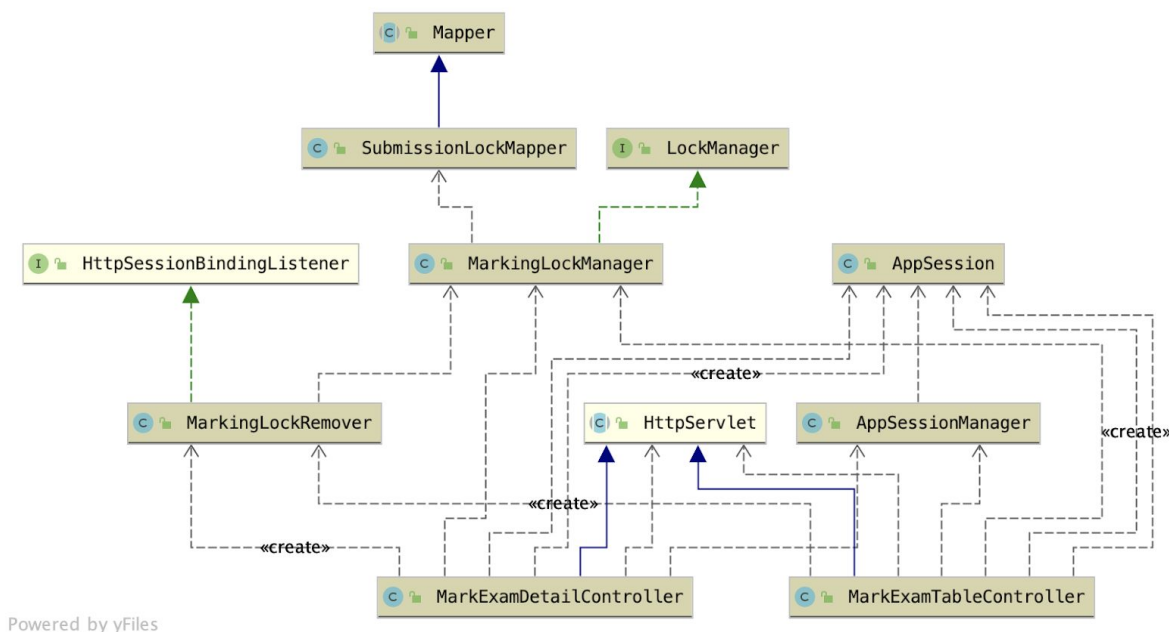 C Mapper
C SubmissionLockMapper
I LockManager
I HttpSessionBindingListener
C MarkingLockManager
C AppSession
«create»
C MarkingLockRemover
C HttpServlet
C AppSessionManager
«create»
«create»
«create»
C MarkExamDetailController
C MarkExamTableController
Powered by yFiles